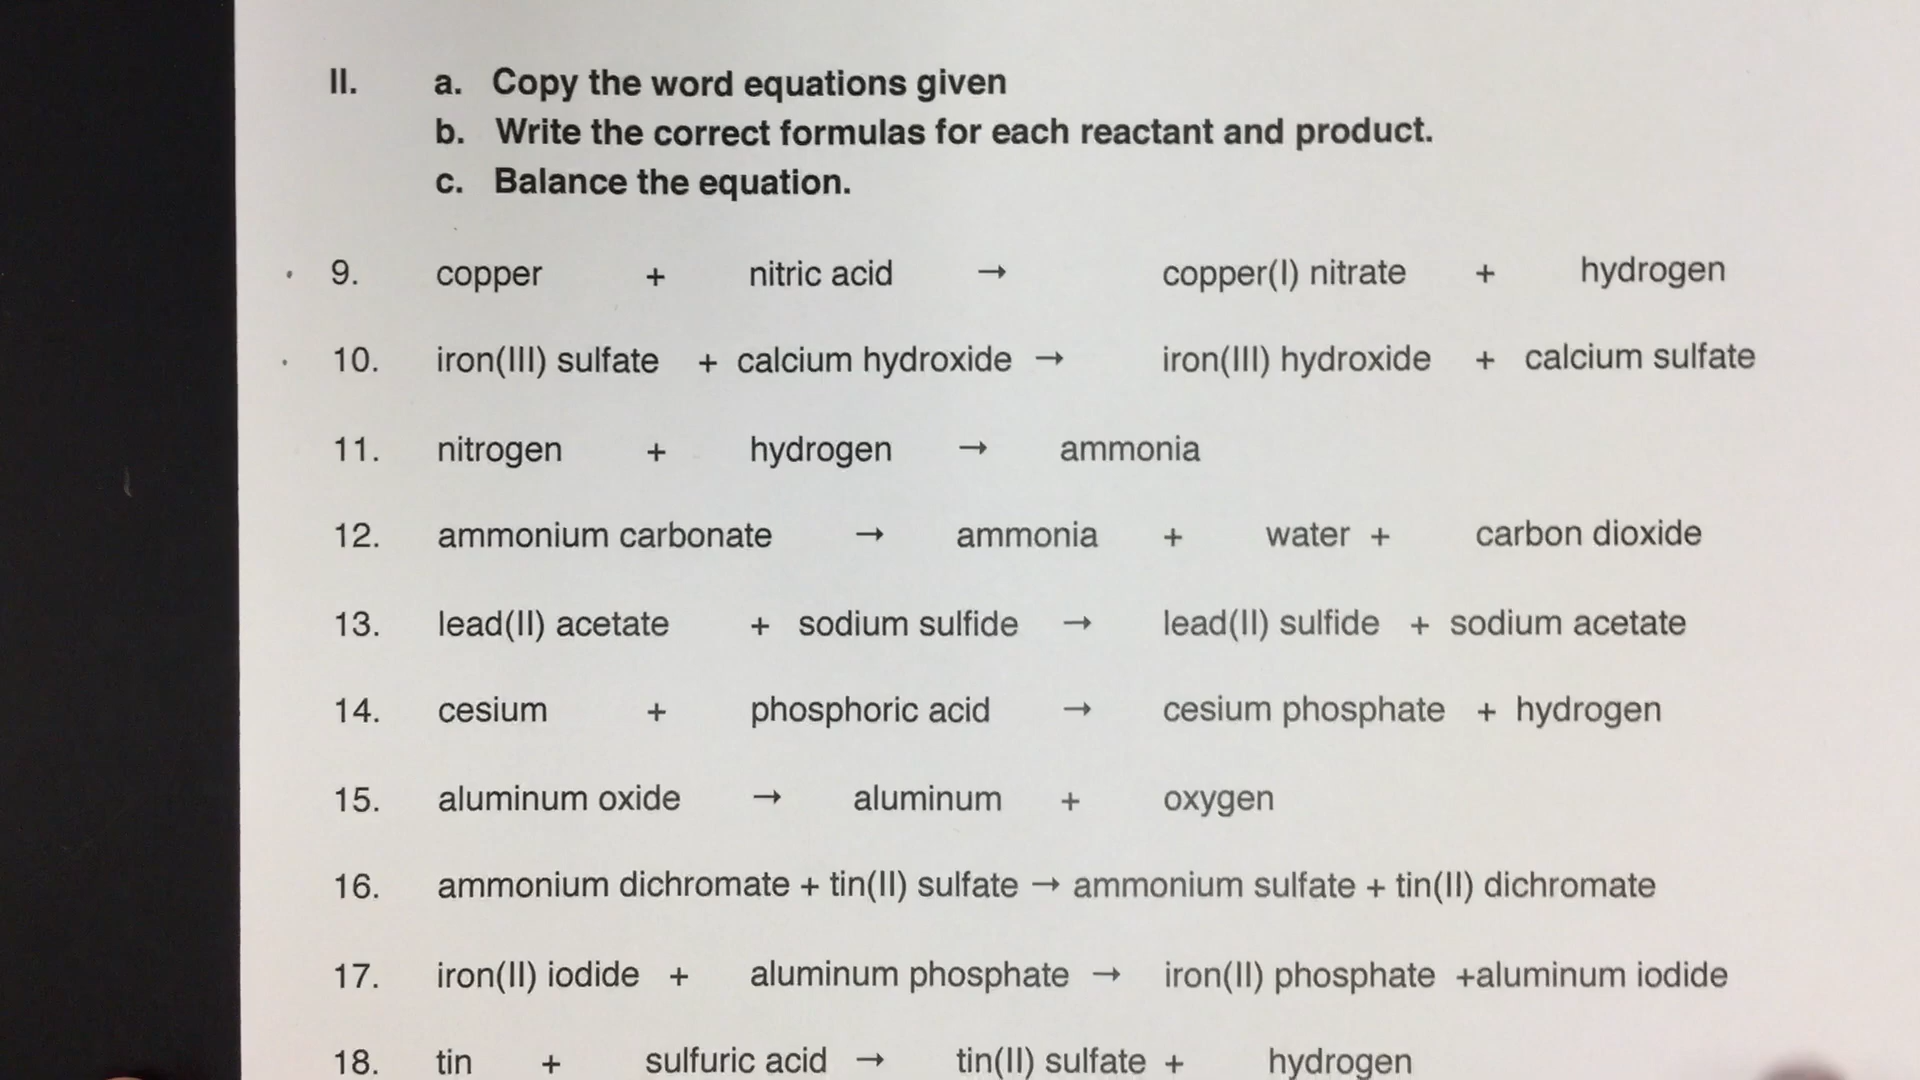 II. a. Copy the word equations given
b. Write the correct formulas for each reactant and product.
c. Balance the equation.
9. copper + nitric acid → copper(I) nitrate + hydrogen
10. iron(III) sulfate + calcium hydroxide → iron(III) hydroxide + calcium sulfate
11. nitrogen + hydrogen → ammonia
12. ammonium carbonate → ammonia + water + carbon dioxide
13. lead(II) acetate + sodium sulfide → lead(II) sulfide + sodium acetate
14. cesium + phosphoric acid → cesium phosphate + hydrogen
15. aluminum oxide → aluminum + oxygen
16. ammonium dichromate + tin(II) sulfate → ammonium sulfate + tin(II) dichromate
17. iron(II) iodide + aluminum phosphate → iron(II) phosphate +aluminum iodide
18. tin + sulfuric acid → tin(II) sulfate + hydrogen